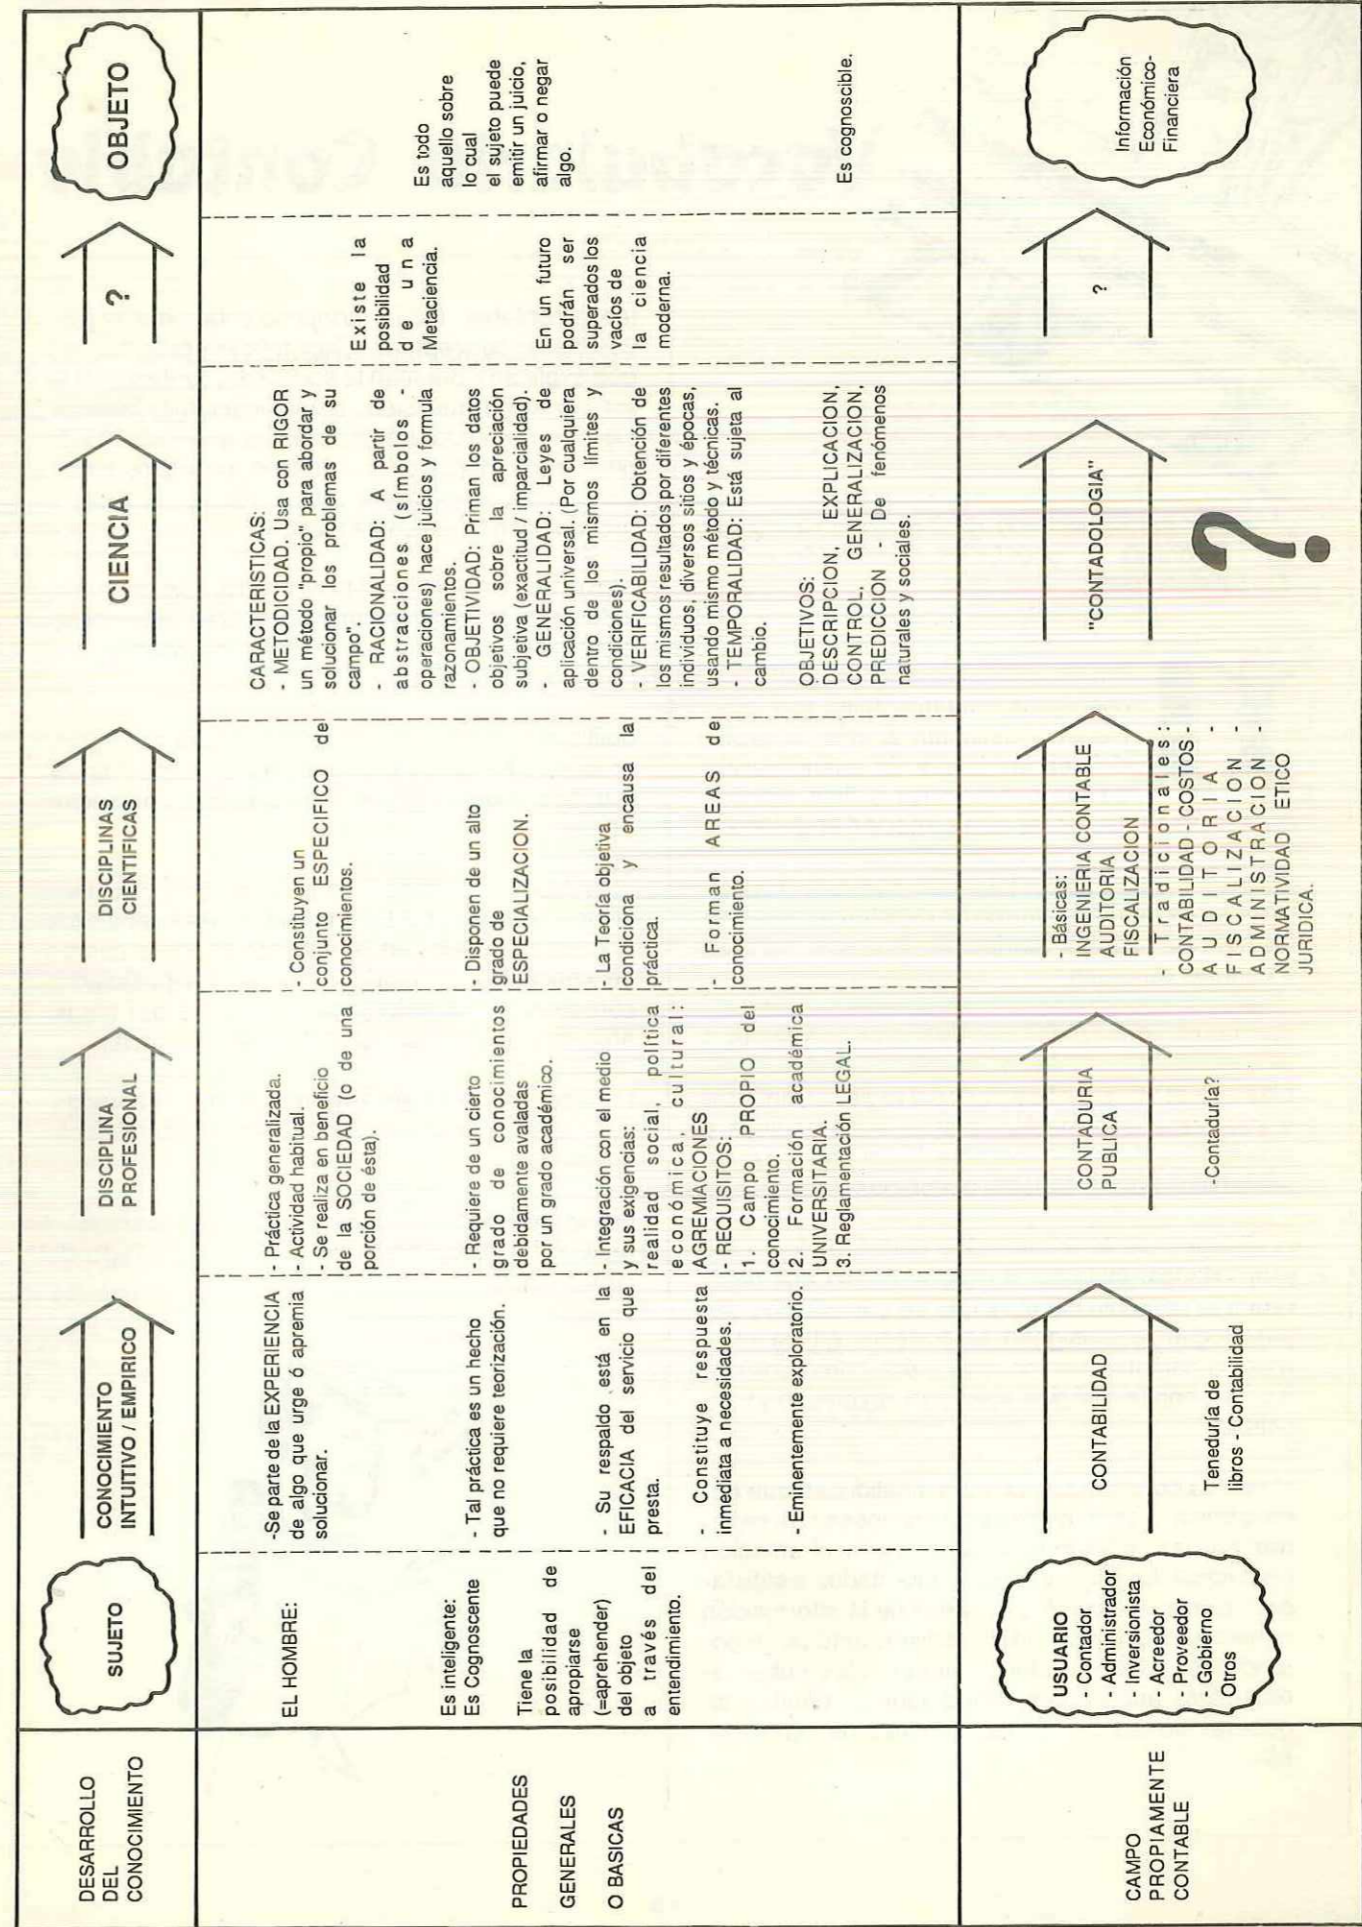 DESARROLLO
DEL
CONOCIMIENTO
SUJETO
CONOCIMIENTO
INTUITIVO / EMPIRICO
DISCIPLINA
PROFESIONAL
DISCIPLINAS
CIENTIFICAS
CIENCIA
?
OBJETO
PROPIEDADES
GENERALES
O BASICAS
EL HOMBRE:
Es inteligente:
Es Cognoscente
Tiene la
posibilidad de
apropiarse
(=aprehender)
del objeto
a través del
entendimiento.
-Se parte de la EXPERIENCIA
de algo que urge ó apremia
solucionar.
- Tal práctica es un hecho
que no requiere teorización.
- Su respaldo está en la
EFICACIA del servicio que
presta.
- Constituye respuesta
inmediata a necesidades.
- Eminentemente exploratorio.
- Práctica generalizada.
- Actividad habitual.
- Se realiza en beneficio
de la SOCIEDAD (o de una
porción de ésta).
- Requiere de un cierto
grado de conocimientos
debidamente avaladas
por un grado académico.
- Integración con el medio
y sus exigencias:
realidad social, política
económica, cultural:
AGREMIACIONES
- REQUISITOS:
1. Campo PROPIO del
conocimiento.
2. Formación académica
UNIVERSITARIA.
3. Reglamentación LEGAL.
- Constituyen un
conjunto ESPECIFICO de
conocimientos.
- Disponen de un alto
grado de
ESPECIALIZACION.
- La Teoría objetiva
condiciona y encausa la
práctica.
- Forman AREAS de
conocimiento.
CARACTERISTICAS:
- METODICIDAD. Usa con RIGOR
un método "propio" para abordar y
solucionar los problemas de su
campo".
- RACIONALIDAD: A partir de
abstracciones (símbolos -
operaciones) hace juicios y formula
razonamientos.
- OBJETIVIDAD: Priman los datos
objetivos sobre la apreciación
subjetiva (exactitud / imparcialidad).
- GENERALIDAD: Leyes de
aplicación universal. (Por cualquiera
dentro de los mismos límites y
condiciones).
- VERIFICABILIDAD: Obtención de
los mismos resultados por diferentes
individuos, diversos sitios y épocas,
usando mismo método y técnicas.
- TEMPORALIDAD: Está sujeta al
cambio.
OBJETIVOS:
DESCRIPCION, EXPLICACION,
CONTROL, GENERALIZACION,
PREDICCION - De fenómenos
naturales y sociales.
Existe la
posibilidad
de una
Metaciencia.
En un futuro
podrán ser
superados los
vacíos de
la ciencia
moderna.
Es todo
aquello sobre
lo cual
el sujeto puede
emitir un juicio,
afirmar o negar
algo.
Es cognoscible.
CAMPO
PROPIAMENTE
CONTABLE
USUARIO
- Contador
- Administrador
- Inversionista
- Acreedor
- Proveedor
- Gobierno
Otros
CONTABILIDAD
Teneduría de
libros - Contabilidad
CONTADURIA
PUBLICA
-Contaduría?
- Básicas:
INGENIERIA CONTABLE
AUDITORIA
FISCALIZACION
- Tradicionales:
CONTABILIDAD - COSTOS -
AUDITORIA -
FISCALIZACION -
ADMINISTRACION -
NORMATIVIDAD ETICO
JURIDICA.
"CONTADOLOGIA"
?
?
Información
Económico-
Financiera